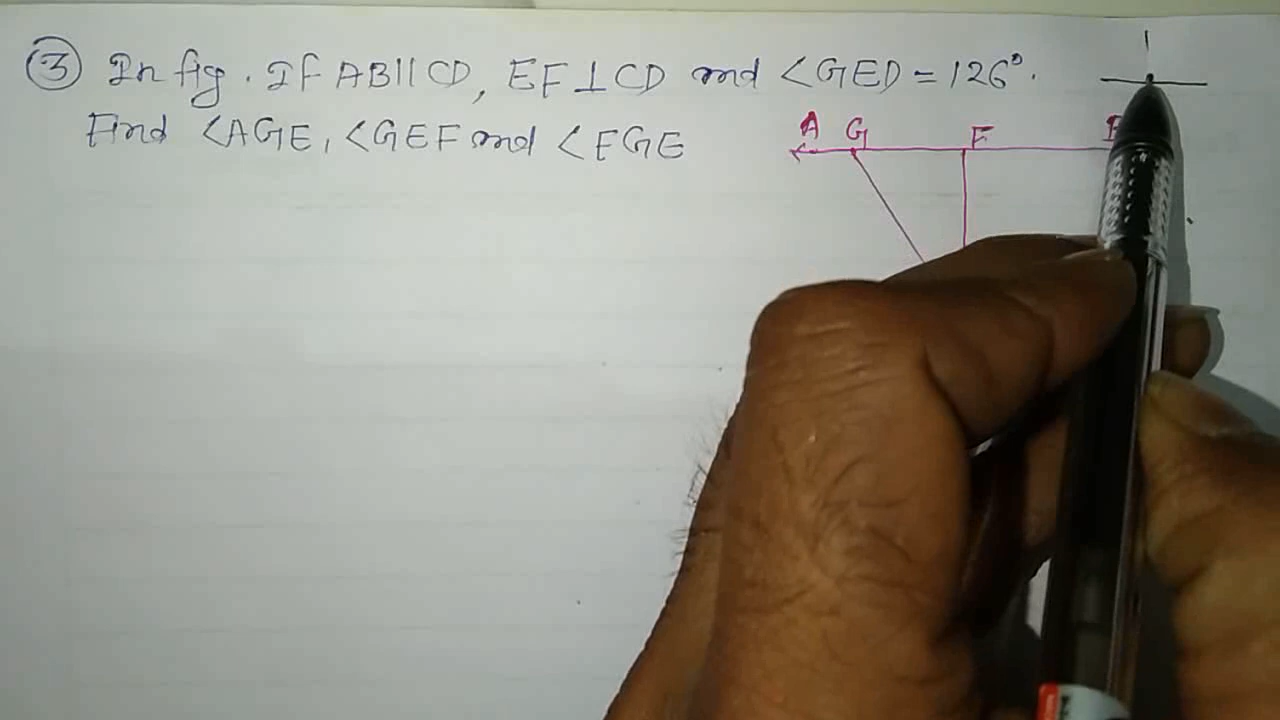 ③ In fig. If AB||CD, EF⊥CD and <GED = 126°.
Find <AGE, <GEF and <FGE
A G F